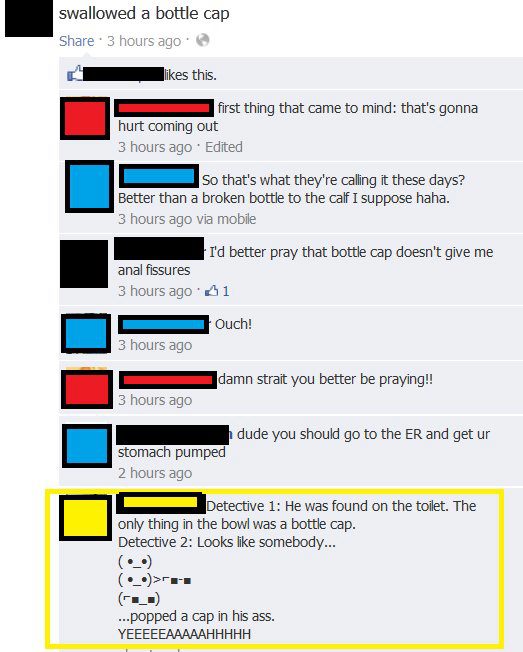 swallowed a bottle cap
Share · 3 hours ago ·
likes this.
first thing that came to mind: that's gonna
hurt coming out
3 hours ago · Edited
So that's what they're calling it these days?
Better than a broken bottle to the calf I suppose haha.
3 hours ago via mobile
I'd better pray that bottle cap doesn't give me
anal fissures
3 hours ago · 1
Ouch!
3 hours ago
damn strait you better be praying!!
3 hours ago
dude you should go to the ER and get ur
stomach pumped
2 hours ago
Detective 1: He was found on the toilet. The
only thing in the bowl was a bottle cap.
Detective 2: Looks like somebody...
( •_•)
( •_•)>⌐■-■
(⌐■_■)
...popped a cap in his ass.
YEEEEEAAAAAHHHHH